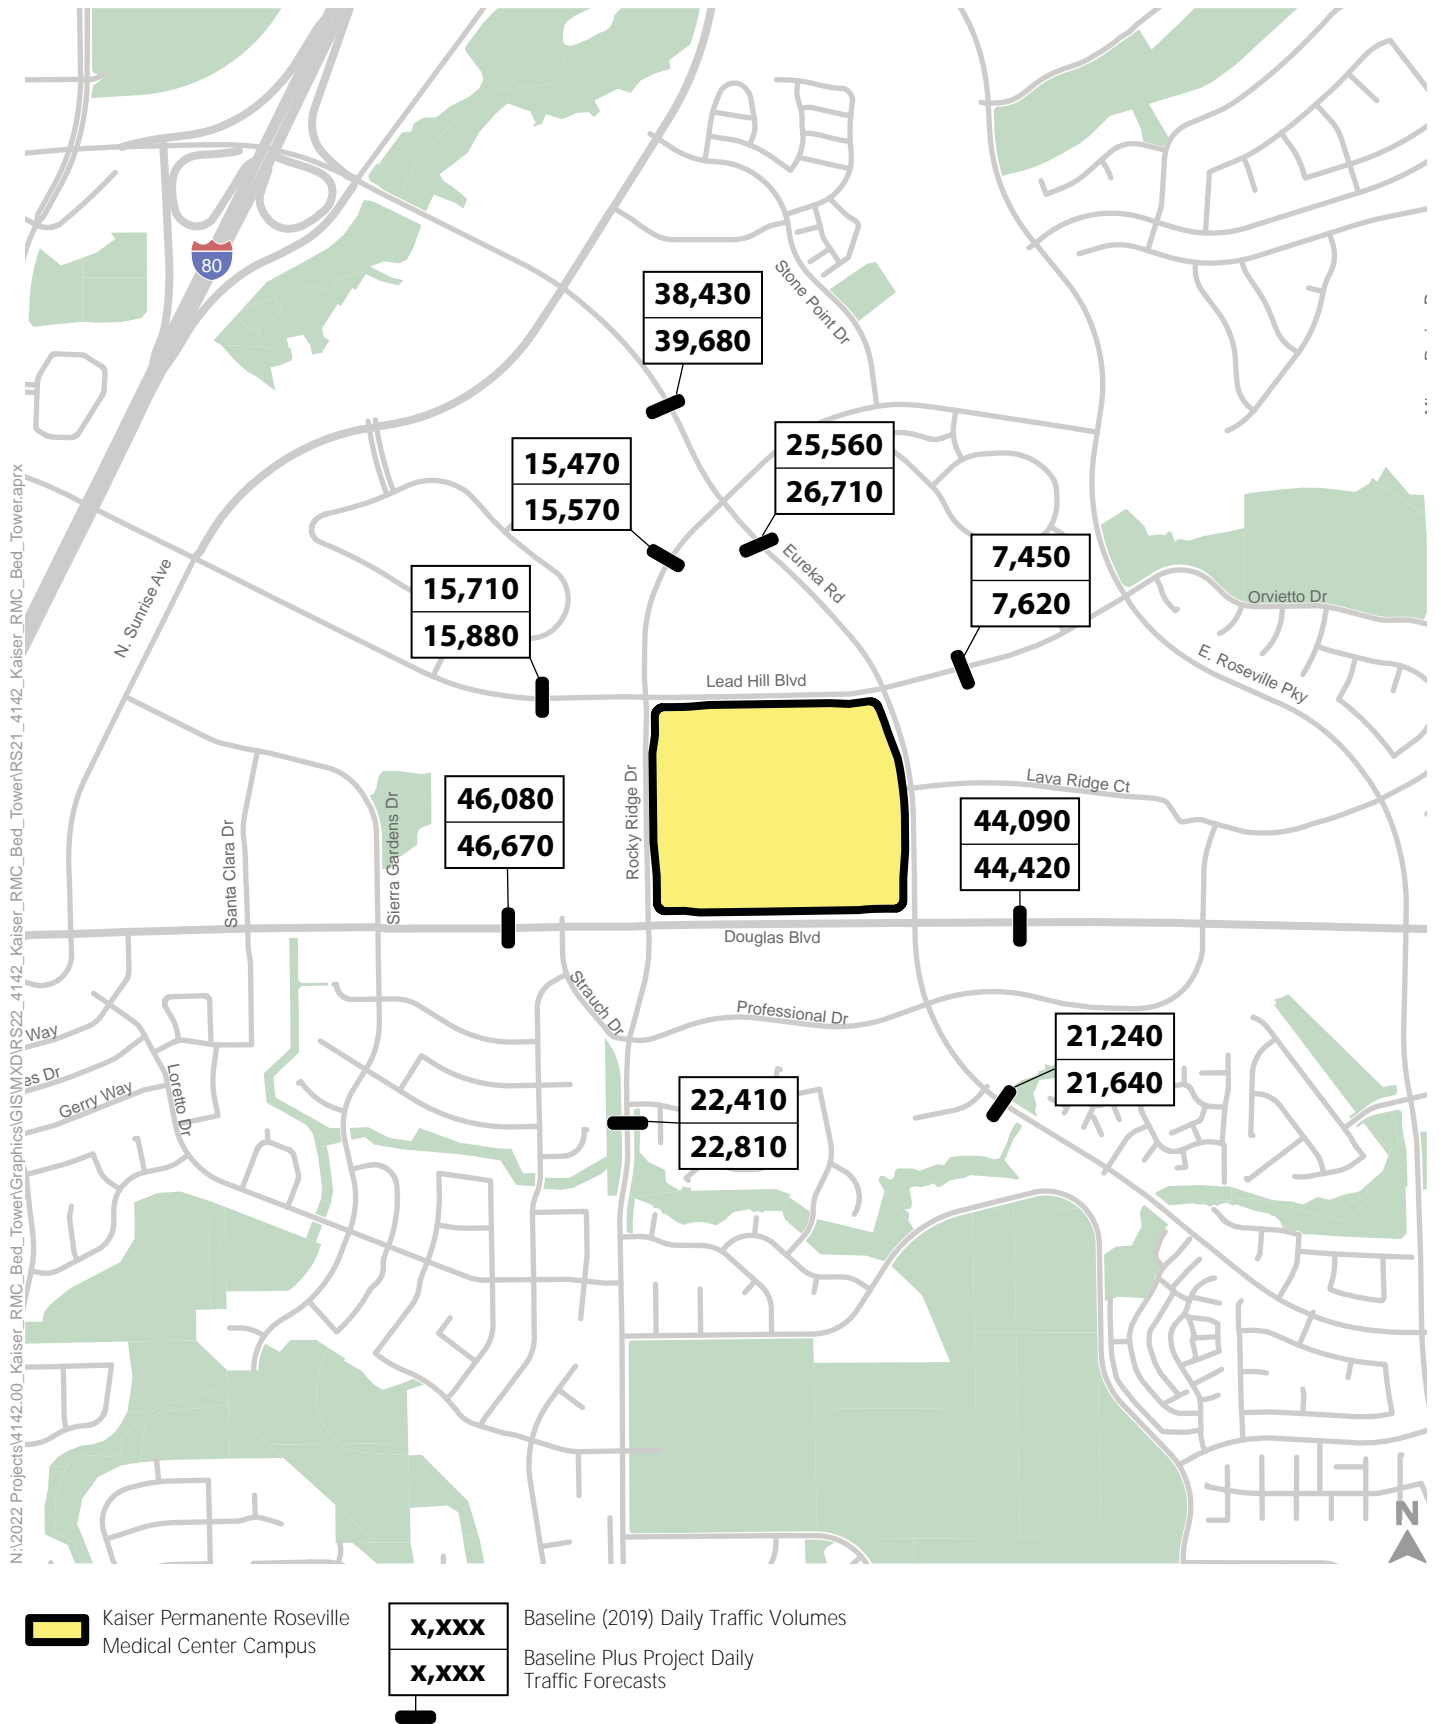 80
Stone Point Dr
38,430
39,680
25,560
26,710
15,470
15,570
Eureka Rd
7,450
7,620
15,710
15,880
N. Sunrise Ave
Orvietto Dr
E. Roseville Pky
Lead Hill Blvd
Rocky Ridge Dr
Lava Ridge Ct
46,080
46,670
44,090
44,420
Santa Clara Dr
Sierra Gardens Dr
Douglas Blvd
Strauch Dr
Professional Dr
Way
es Dr
Gerry Way
Loretto Dr
21,240
21,640
22,410
22,810
N:\2022 Projects\4142.00_Kaiser_RMC_Bed_Tower\Graphics\GIS\MXD\RS22_4142_Kaiser_RMC_Bed_Tower\RS21_4142_Kaiser_RMC_Bed_Tower.aprx
N
Kaiser Permanente Roseville
Medical Center Campus
x,xxx
x,xxx
Baseline (2019) Daily Traffic Volumes
Baseline Plus Project Daily
Traffic Forecasts